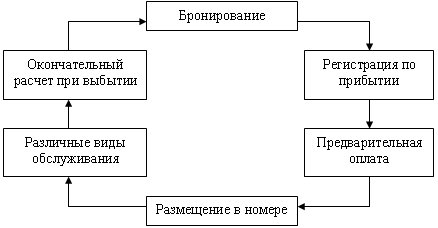 Бронирование
Окончательный
расчет при выбытии
Регистрация по
прибытии
Различные виды
обслуживания
Предварительная
оплата
Размещение в номере